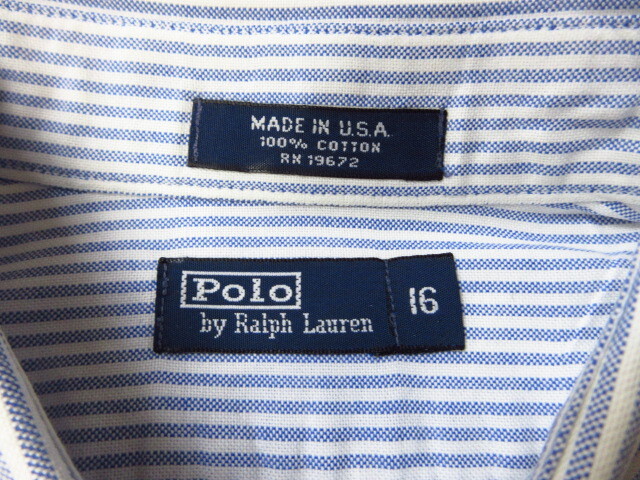 MADE IN U.S.A.
100% COTTON
RN 19672
Polo
by Ralph Lauren
16